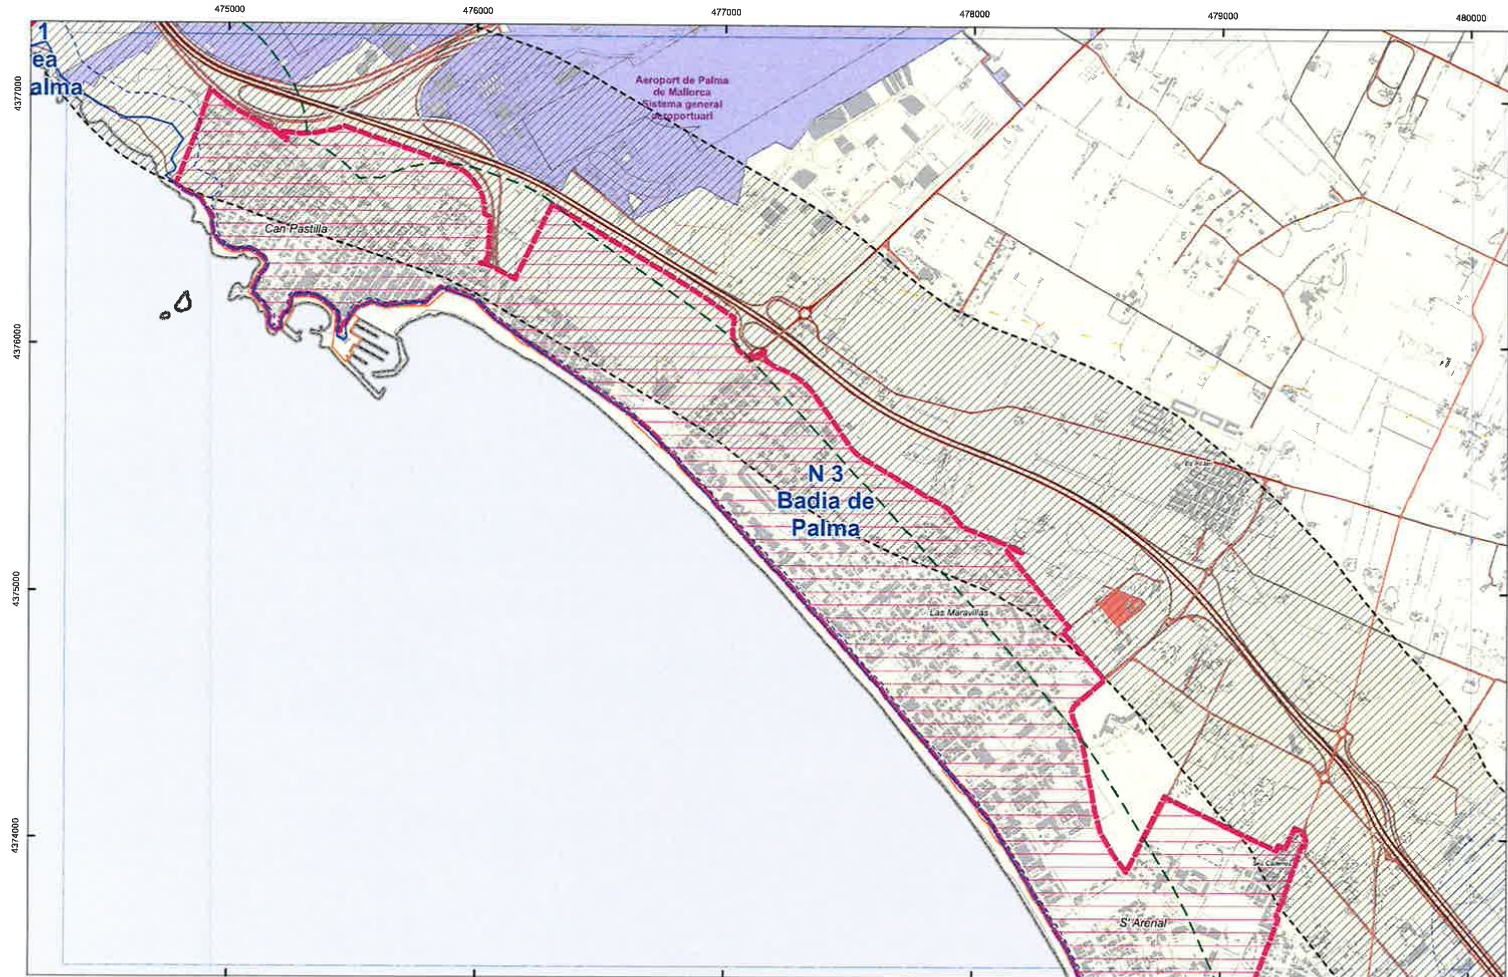 475000
476000
477000
478000
479000
480000
1
ea
alma
4377000
Aeroport de Palma
de Mallorca
Sistema general
aeroportuari
Can Pastilla
4376000
N 3
Badia de
Palma
4375000
Las Maravillas
4374000
S' Arenal